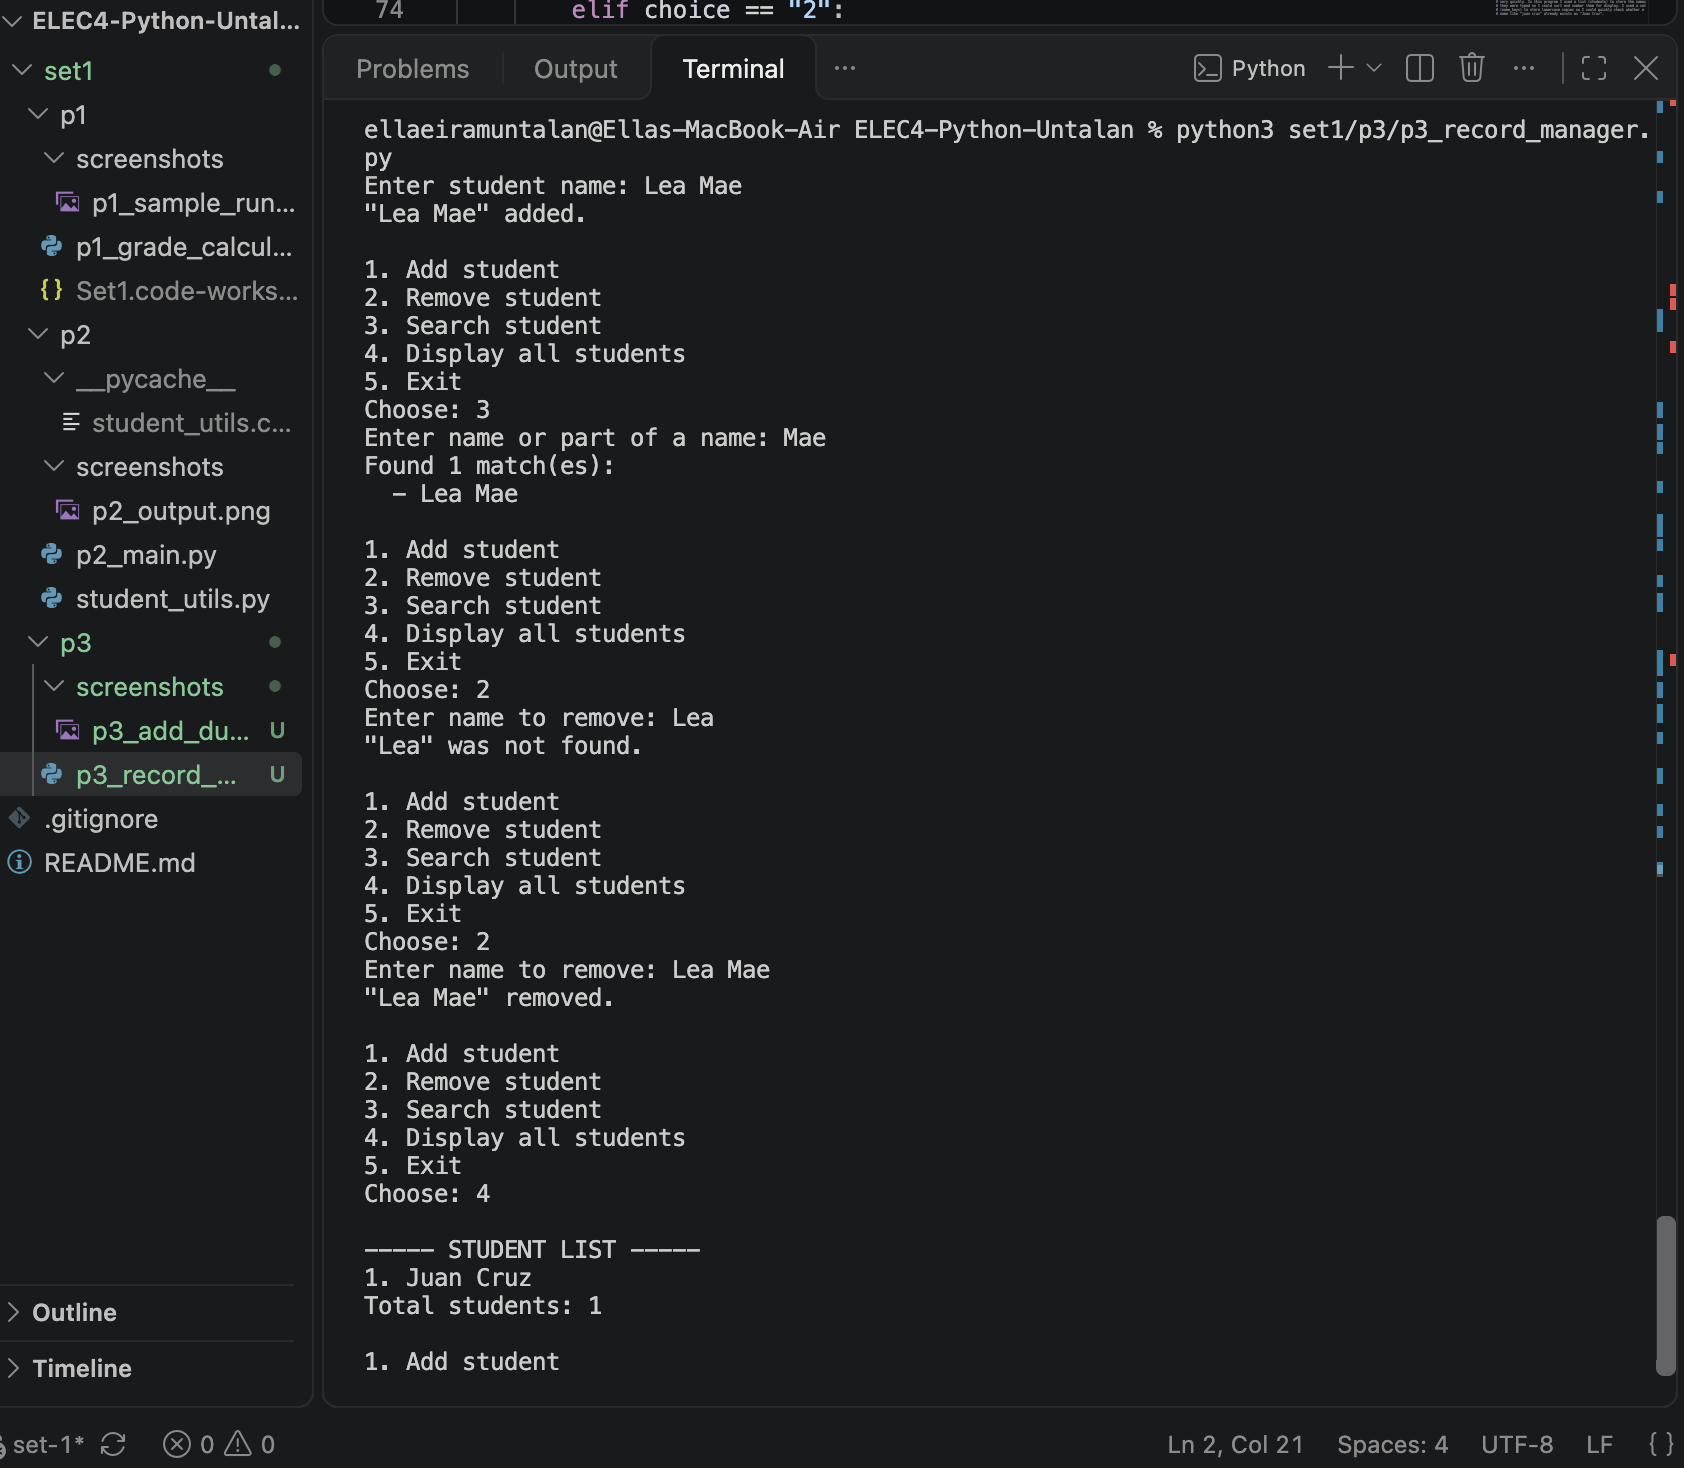 ELEC4-Python-Untal...
set1
p1
screenshots
p1_sample_run...
p1_grade_calcul...
Set1.code-works...
p2
__pycache__
student_utils.c...
screenshots
p2_output.png
p2_main.py
student_utils.py
p3
screenshots
p3_add_du... U
p3_record_... U
.gitignore
README.md
Outline
Timeline
74 elif choice == "2":
Problems Output Terminal ... Python
ellaeiramuntalan@Ellas-MacBook-Air ELEC4-Python-Untalan % python3 set1/p3/p3_record_manager.
py
Enter student name: Lea Mae
"Lea Mae" added.
1. Add student
2. Remove student
3. Search student
4. Display all students
5. Exit
Choose: 3
Enter name or part of a name: Mae
Found 1 match(es):
- Lea Mae
1. Add student
2. Remove student
3. Search student
4. Display all students
5. Exit
Choose: 2
Enter name to remove: Lea
"Lea" was not found.
1. Add student
2. Remove student
3. Search student
4. Display all students
5. Exit
Choose: 2
Enter name to remove: Lea Mae
"Lea Mae" removed.
1. Add student
2. Remove student
3. Search student
4. Display all students
5. Exit
Choose: 4
----- STUDENT LIST -----
1. Juan Cruz
Total students: 1
1. Add student
set-1* 0 0 Ln 2, Col 21 Spaces: 4 UTF-8 LF { }